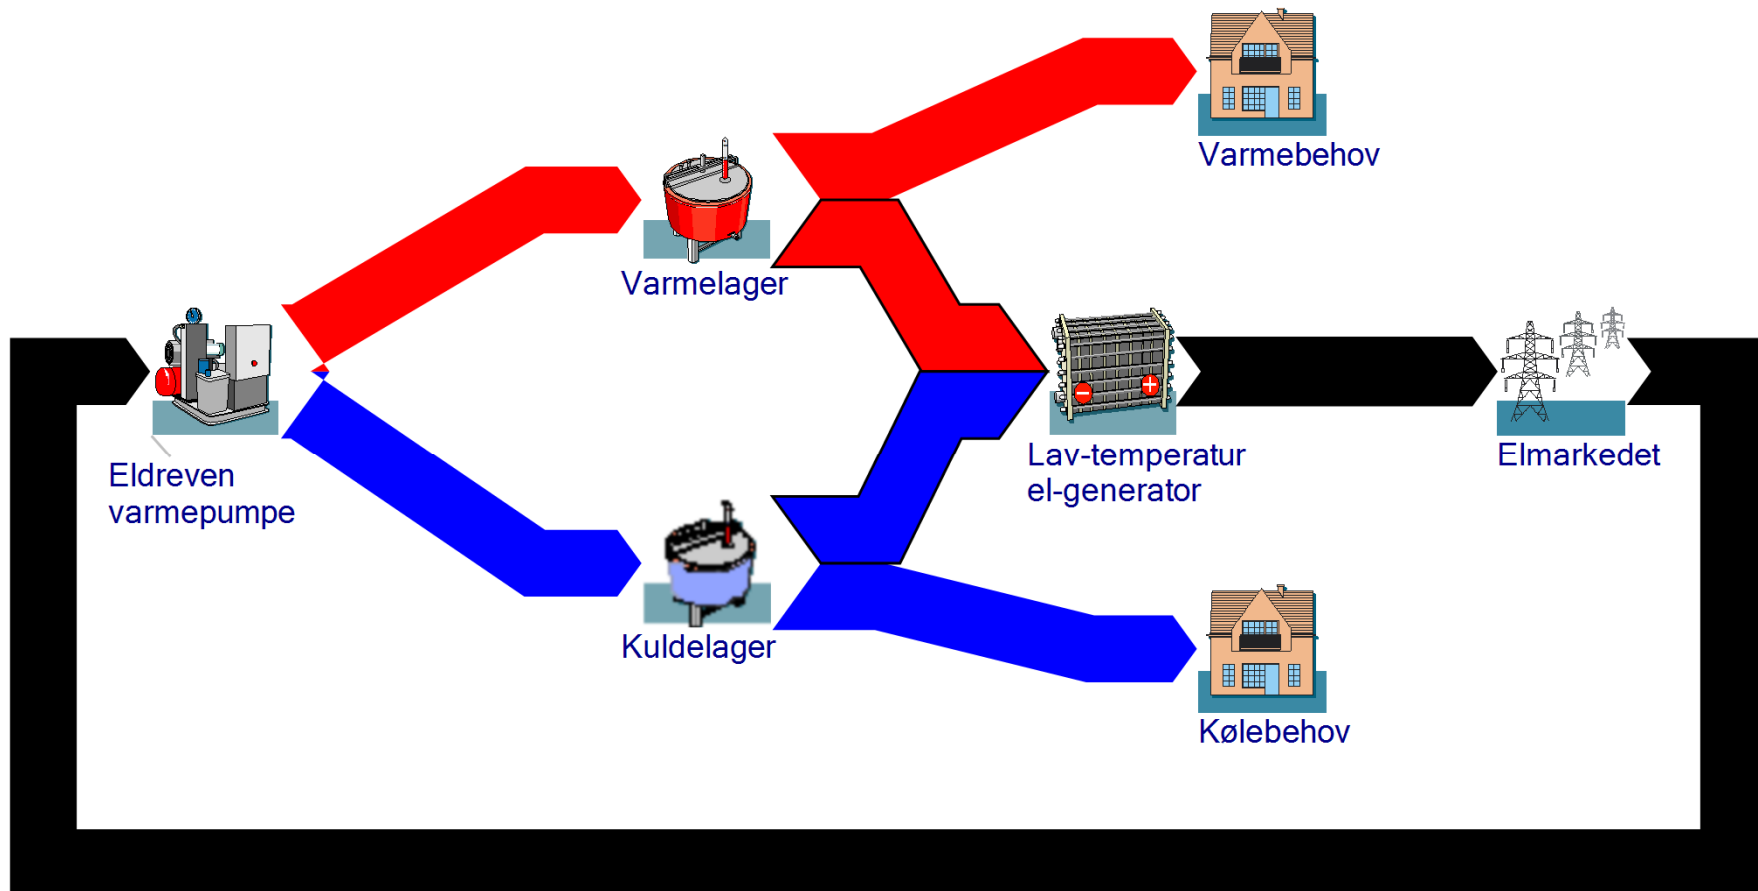 Varmebehov
Varmelager
Eldreven
varmepumpe
Lav-temperatur
el-generator
Elmarkedet
Kuldelager
Kølebehov